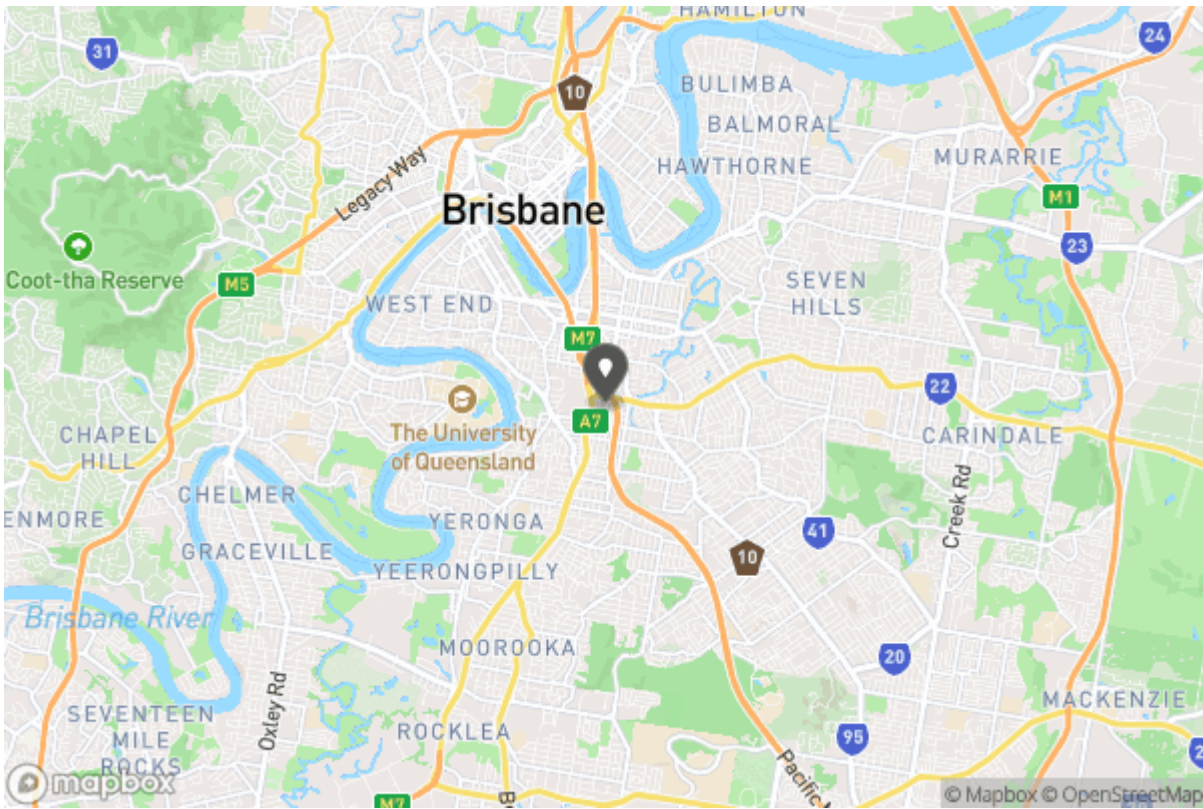 HAMILTON
31
24
10
BULIMBA
BALMORAL
HAWTHORNE
MURARRIE
Legacy Way
M1
Brisbane
23
Coot-tha Reserve
M5
SEVEN
HILLS
WEST END
M7
22
A7
The University
of Queensland
CARINDALE
CHAPEL
HILL
CHELMER
Creek Rd
ENMORE
YERONGA
41
GRACEVILLE
10
YEERONGPILLY
Brisbane River
MOOROOKA
20
Oxley Rd
MACKENZIE
SEVENTEEN
MILE
ROCKS
ROCKLEA
95
Pacific M
2
mapbox
M7
B
© Mapbox © OpenStreetMap